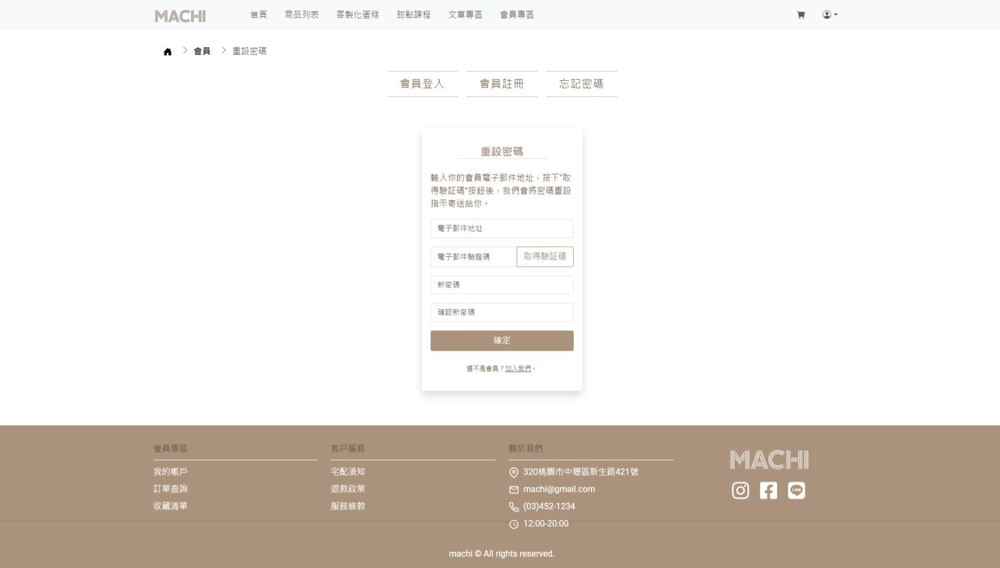 MACHI 首頁 商品列表 客製化蛋糕 甜點課程 文章專區 會員專區
會員 重設密碼
會員登入 會員註冊 忘記密碼
重設密碼
輸入你的會員電子郵件地址，按下"取
得驗証碼"按鈕後，我們會將密碼重設
指示寄送給你。
電子郵件地址
電子郵件驗證碼 取得驗証碼
新密碼
確認新密碼
確定
還不是會員？加入我們。
會員專區
我的帳戶
訂單查詢
收藏清單
客戶服務
宅配須知
退款政策
服務條款
關於我們
320桃園市中壢區新生路421號
machi@gmail.com
(03)452-1234
12:00-20:00
MACHI
LINE
machi © All rights reserved.